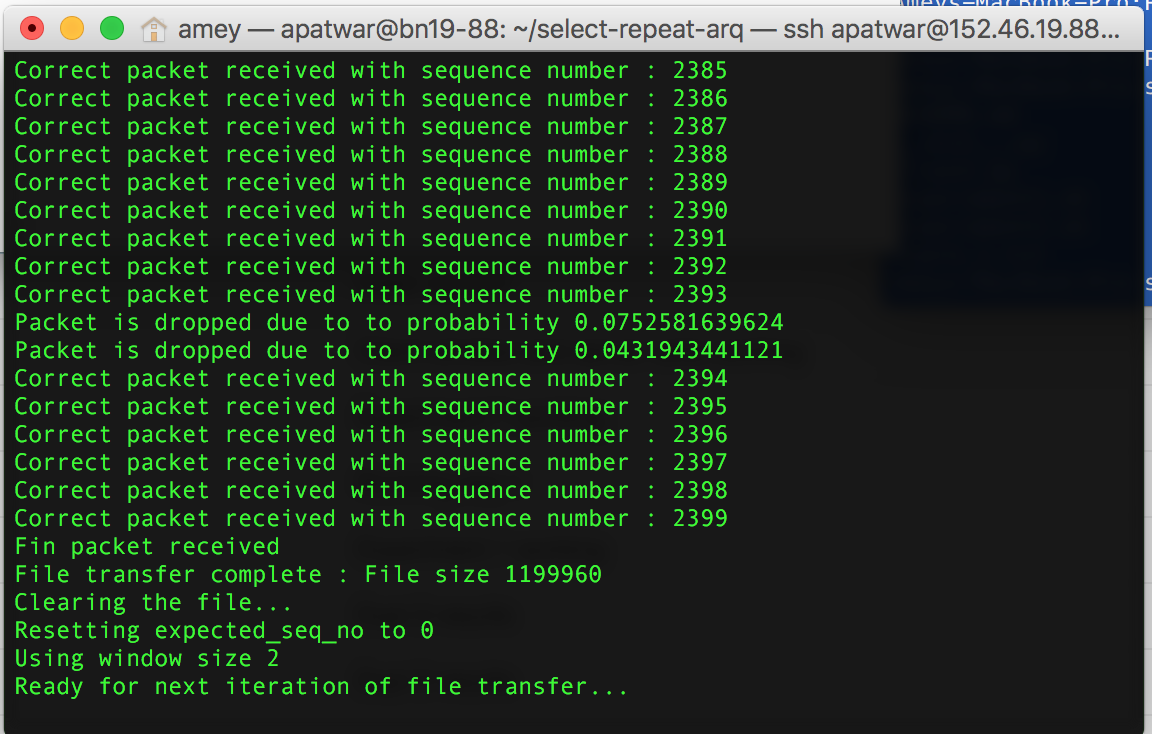 amey — apatwar@bn19-88: ~/select-repeat-arq — ssh apatwar@152.46.19.88...
Correct packet received with sequence number : 2385
Correct packet received with sequence number : 2386
Correct packet received with sequence number : 2387
Correct packet received with sequence number : 2388
Correct packet received with sequence number : 2389
Correct packet received with sequence number : 2390
Correct packet received with sequence number : 2391
Correct packet received with sequence number : 2392
Correct packet received with sequence number : 2393
Packet is dropped due to to probability 0.0752581639624
Packet is dropped due to to probability 0.0431943441121
Correct packet received with sequence number : 2394
Correct packet received with sequence number : 2395
Correct packet received with sequence number : 2396
Correct packet received with sequence number : 2397
Correct packet received with sequence number : 2398
Correct packet received with sequence number : 2399
Fin packet received
File transfer complete : File size 1199960
Clearing the file...
Resetting expected_seq_no to 0
Using window size 2
Ready for next iteration of file transfer...